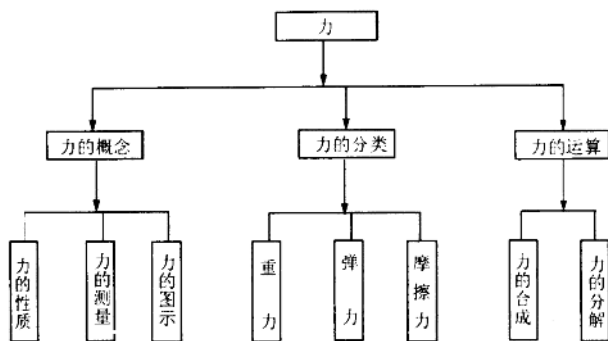 力
力的概念
力的分类
力的运算
力的性质
力的测量
力的图示
重力
弹力
摩擦力
力的合成
力的分解